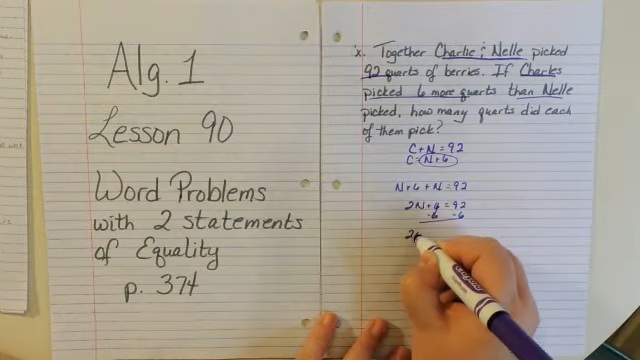 Alg. 1
Lesson 90
Word Problems
with 2 statements
of Equality
p. 374
x. Together Charlie & Nelle picked
92 quarts of berries. If Charles
picked 6 more quarts than Nelle
picked, how many quarts did each
of them pick?
C + N = 92
C = N + 6
N + 6 + N = 92
2N + 6 = 92
-6 -6
2